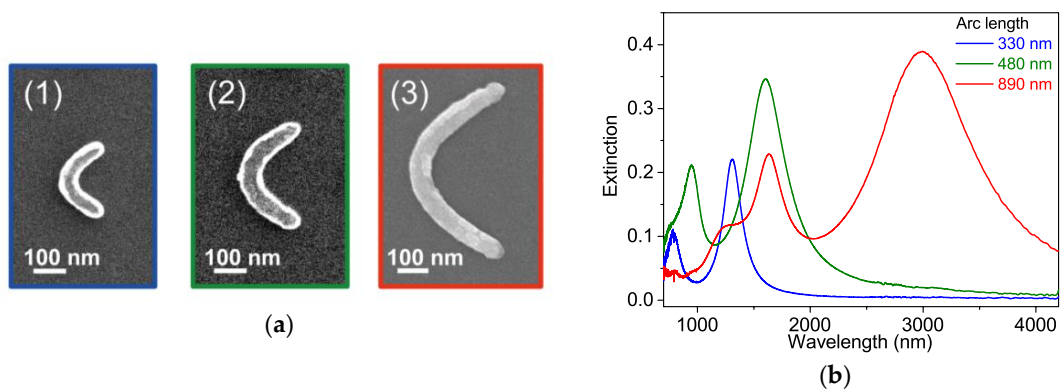 (1)
100 nm
(2)
100 nm
(3)
100 nm
(a)
Arc length
330 nm
480 nm
890 nm
Extinction
0.4
0.3
0.2
0.1
0.0
1000 2000 3000 4000
Wavelength (nm)
(b)